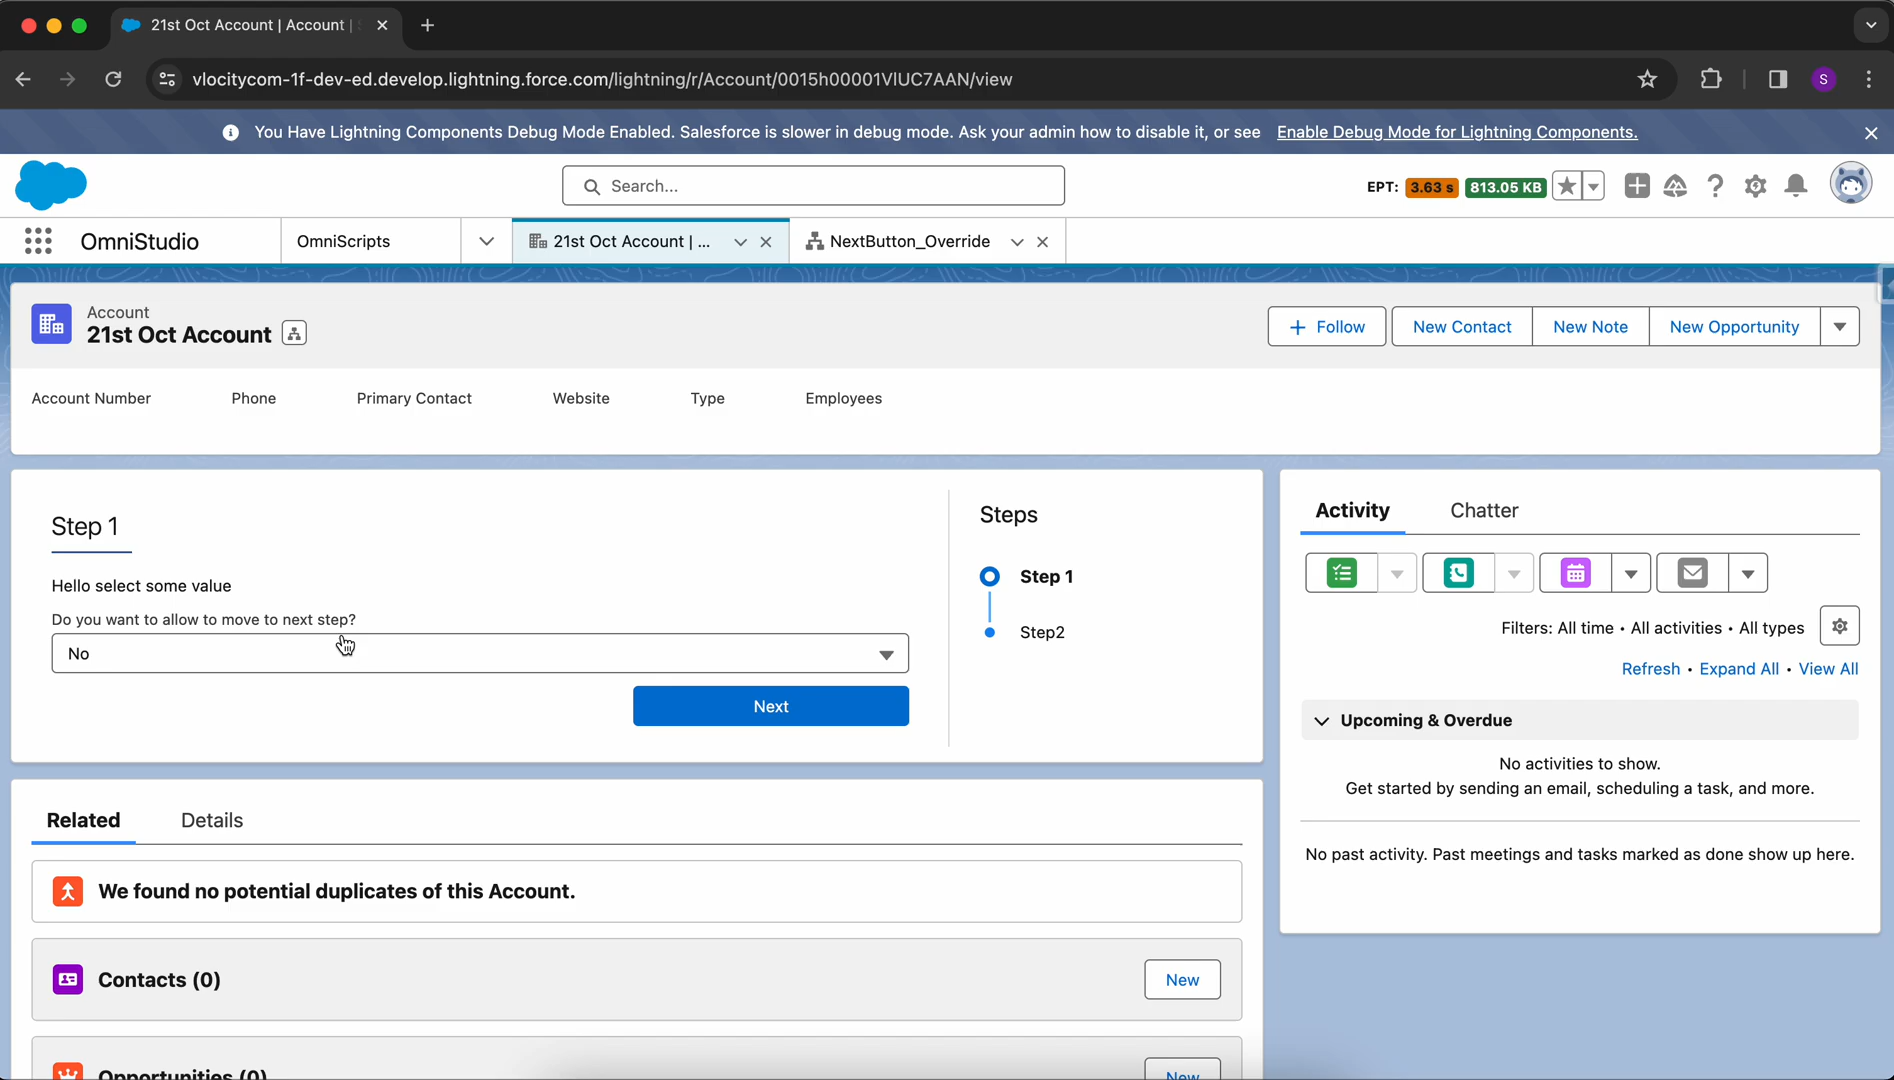 21st Oct Account | Account |
vlocitycom-1f-dev-ed.develop.lightning.force.com/lightning/r/Account/0015h00001VIUC7AAN/view
S
You Have Lightning Components Debug Mode Enabled. Salesforce is slower in debug mode. Ask your admin how to disable it, or see Enable Debug Mode for Lightning Components.
Search...
EPT: 3.63 s 813.05 KB
OmniStudio
OmniScripts
21st Oct Account | ...
NextButton_Override
Account
21st Oct Account
Follow
New Contact
New Note
New Opportunity
Account Number
Phone
Primary Contact
Website
Type
Employees
Step 1
Hello select some value
Do you want to allow to move to next step?
No
Next
Steps
Step 1
Step2
Activity
Chatter
Filters: All time • All activities • All types
Refresh • Expand All • View All
Upcoming & Overdue
No activities to show.
Get started by sending an email, scheduling a task, and more.
No past activity. Past meetings and tasks marked as done show up here.
Related
Details
We found no potential duplicates of this Account.
Contacts (0)
New
Opportunities (0)
New